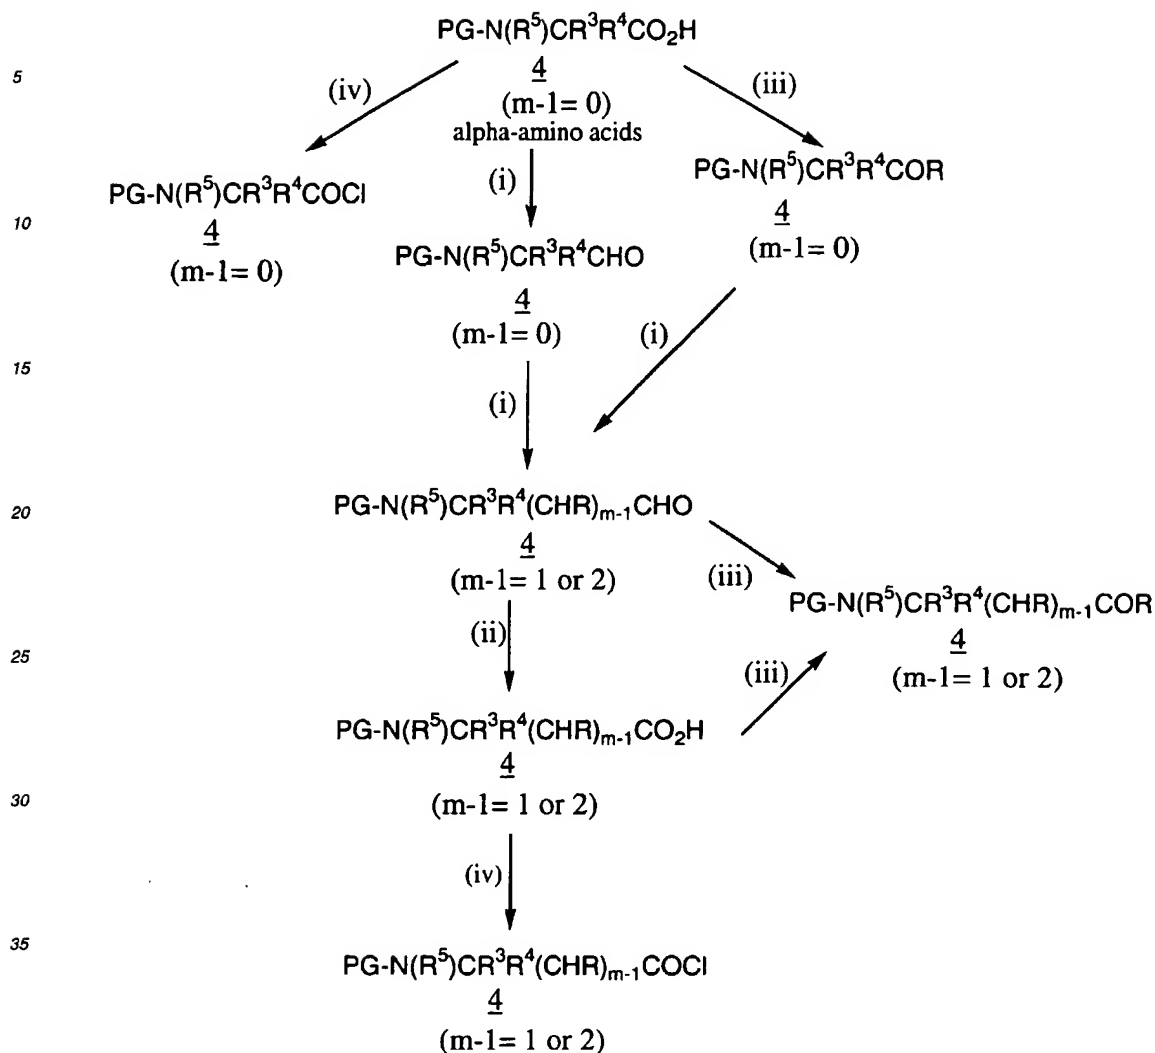 PG-N(R⁵)CR³R⁴CO₂H
5
4
(iv)
(iii)
(m-1= 0)
alpha-amino acids
PG-N(R⁵)CR³R⁴COCl
(i)
PG-N(R⁵)CR³R⁴COR
10
4
4
(m-1= 0)
PG-N(R⁵)CR³R⁴CHO
(m-1= 0)
4
(m-1= 0)
(i)
15
(i)
20
PG-N(R⁵)CR³R⁴(CHR)ₘ₋₁CHO
4
(m-1= 1 or 2)
(iii)
PG-N(R⁵)CR³R⁴(CHR)ₘ₋₁COR
(ii)
4
25
(iii)
(m-1= 1 or 2)
PG-N(R⁵)CR³R⁴(CHR)ₘ₋₁CO₂H
4
30
(m-1= 1 or 2)
(iv)
35
PG-N(R⁵)CR³R⁴(CHR)ₘ₋₁COCl
4
(m-1= 1 or 2)